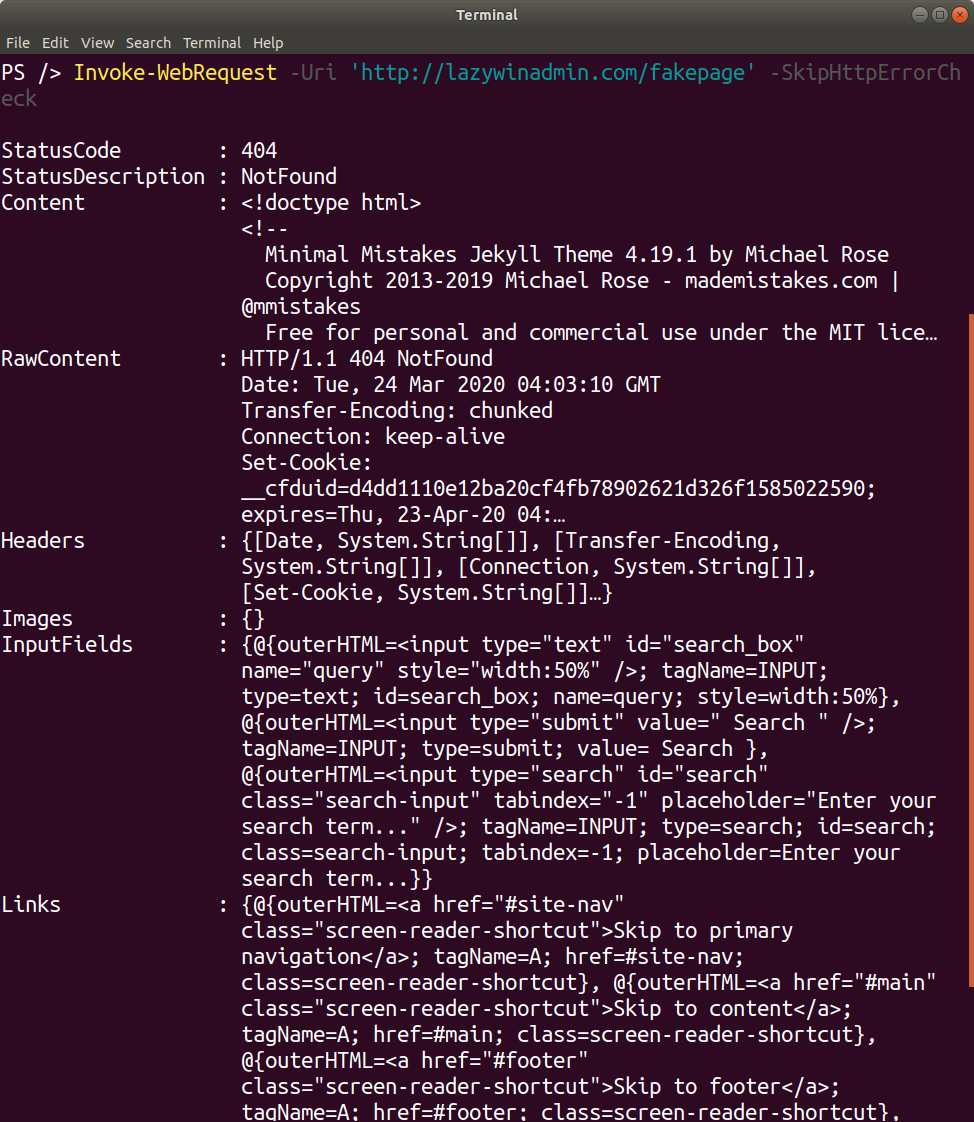 Terminal
File Edit View Search Terminal Help
PS /> Invoke-WebRequest -Uri 'http://lazywinadmin.com/fakepage' -SkipHttpErrorCh
eck
StatusCode : 404
StatusDescription : NotFound
Content : <!doctype html>
<!--
Minimal Mistakes Jekyll Theme 4.19.1 by Michael Rose
Copyright 2013-2019 Michael Rose - mademistakes.com |
@mmistakes
Free for personal and commercial use under the MIT lice…
RawContent : HTTP/1.1 404 NotFound
Date: Tue, 24 Mar 2020 04:03:10 GMT
Transfer-Encoding: chunked
Connection: keep-alive
Set-Cookie:
__cfduid=d4dd1110e12ba20cf4fb78902621d326f1585022590;
expires=Thu, 23-Apr-20 04:…
Headers : {[Date, System.String[]], [Transfer-Encoding,
System.String[]], [Connection, System.String[]],
[Set-Cookie, System.String[]]…}
Images : {}
InputFields : {@{outerHTML=<input type="text" id="search_box"
name="query" style="width:50%" />; tagName=INPUT;
type=text; id=search_box; name=query; style=width:50%},
@{outerHTML=<input type="submit" value=" Search " />;
tagName=INPUT; type=submit; value= Search },
@{outerHTML=<input type="search" id="search"
class="search-input" tabindex="-1" placeholder="Enter your
search term..." />; tagName=INPUT; type=search; id=search;
class=search-input; tabindex=-1; placeholder=Enter your
search term...}}
Links : {@{outerHTML=<a href="#site-nav"
class="screen-reader-shortcut">Skip to primary
navigation</a>; tagName=A; href=#site-nav;
class=screen-reader-shortcut}, @{outerHTML=<a href="#main"
class="screen-reader-shortcut">Skip to content</a>;
tagName=A; href=#main; class=screen-reader-shortcut},
@{outerHTML=<a href="#footer"
class="screen-reader-shortcut">Skip to footer</a>;
tagName=A; href=#footer; class=screen-reader-shortcut},